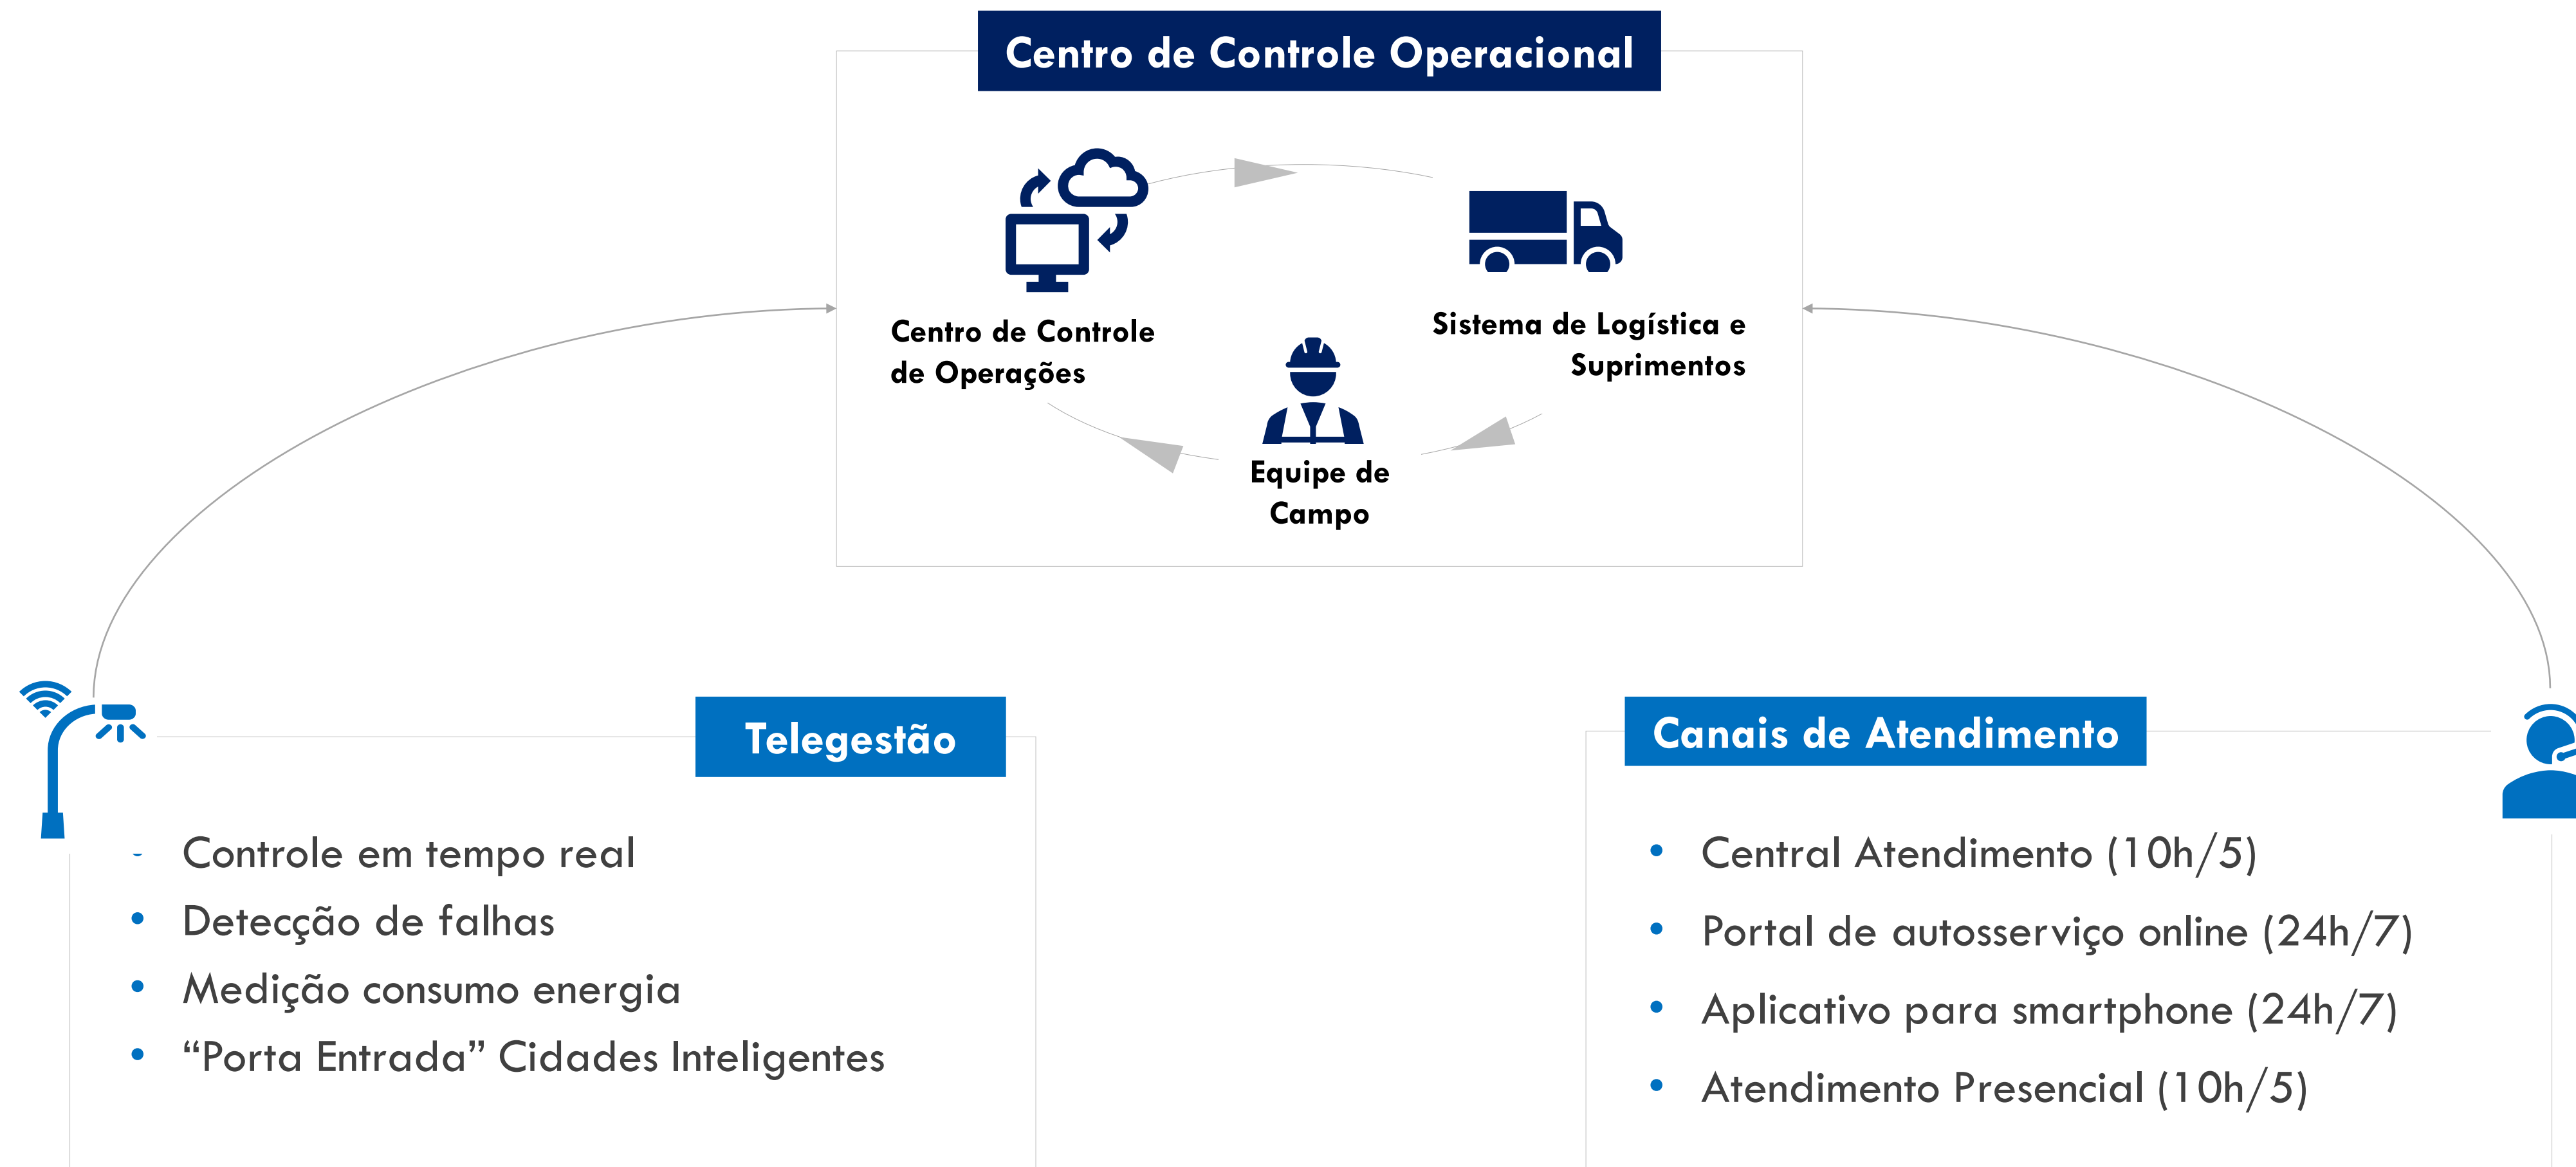 Centro de Controle Operacional
Centro de Controle
de Operações
Sistema de Logística e
Suprimentos
Equipe de
Campo
Telegestão
• Controle em tempo real
• Detecção de falhas
• Medição consumo energia
• “Porta Entrada” Cidades Inteligentes
Canais de Atendimento
• Central Atendimento (10h/5)
• Portal de autosserviço online (24h/7)
• Aplicativo para smartphone (24h/7)
• Atendimento Presencial (10h/5)